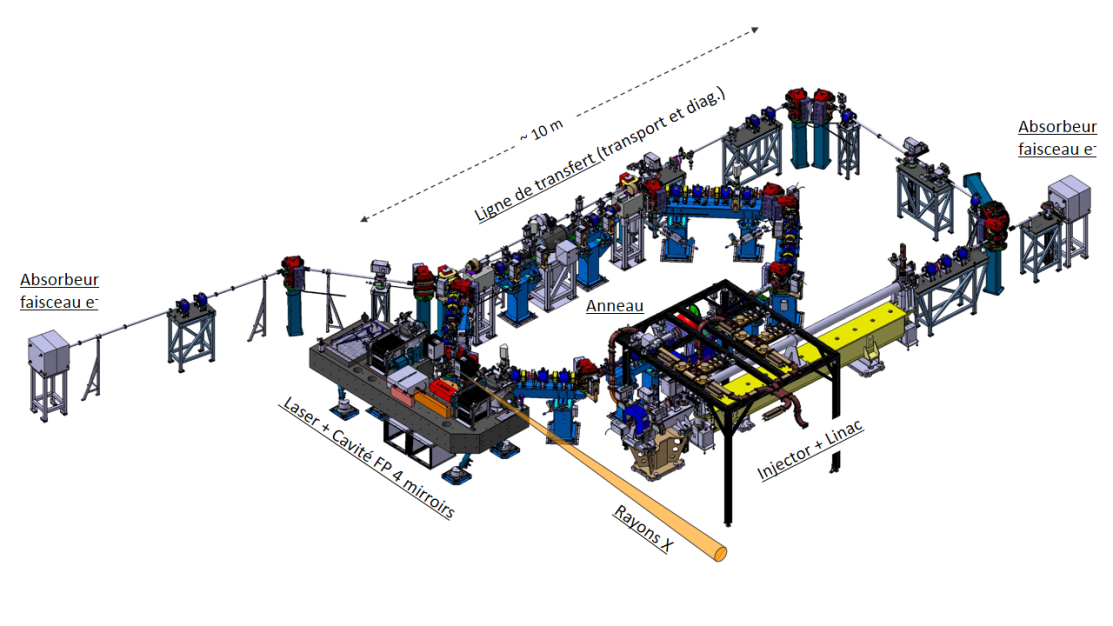 ~ 10 m
Ligne de transfert (transport et diag.)
Absorbeur
faisceau e-
Absorbeur
faisceau e-
Anneau
Laser + Cavité FP 4 mirroirs
Injector + Linac
Rayons X